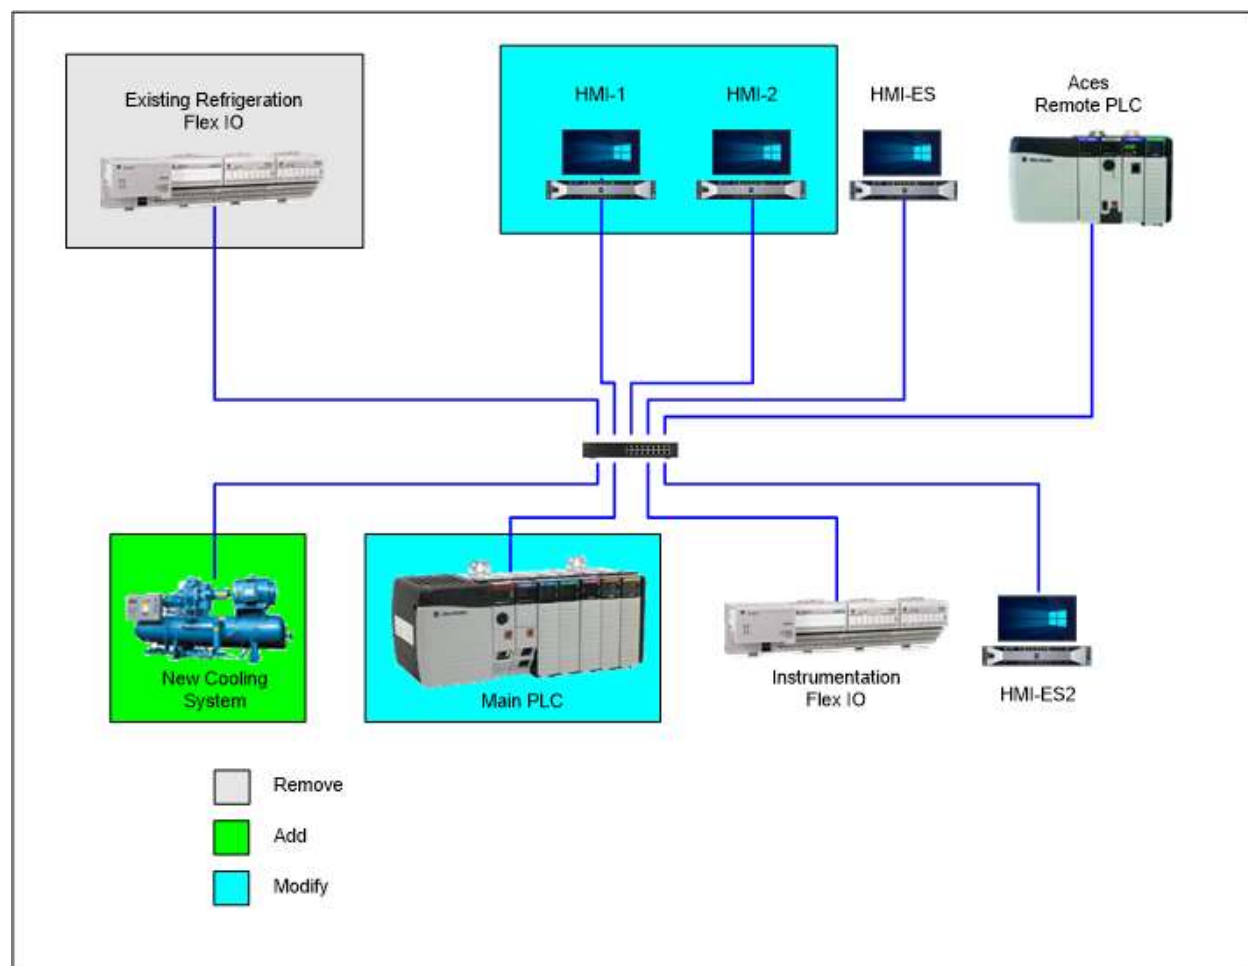 Existing Refrigeration
Flex IO
HMI-1
HMI-2
HMI-ES
Aces
Remote PLC
New Cooling
System
Main PLC
Instrumentation
Flex IO
HMI-ES2
Remove
Add
Modify